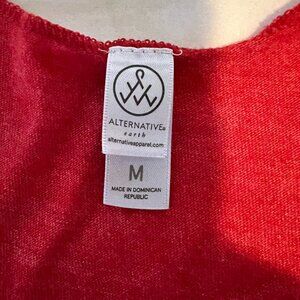 ALTERNATIVE®
earth
alternativeapparel.com
M
MADE IN DOMINICAN
REPUBLIC